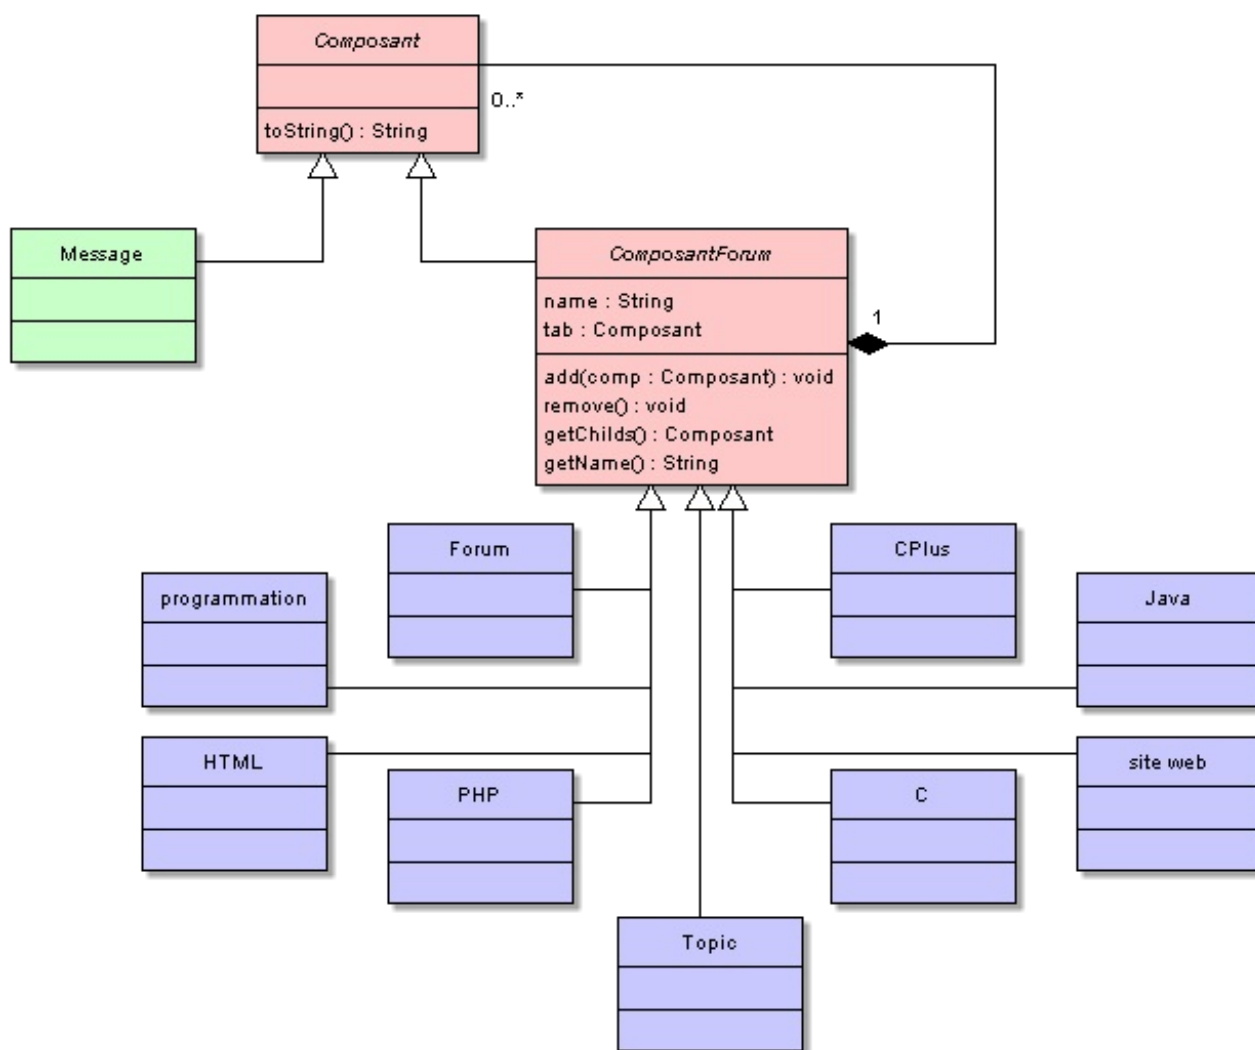 Composant
0..*
toString() : String
Message
ComposantForum
name : String
tab : Composant
1
add(comp : Composant) : void
remove() : void
getChilds() : Composant
getName() : String
Forum
CPlus
programmation
Java
HTML
site web
PHP
C
Topic